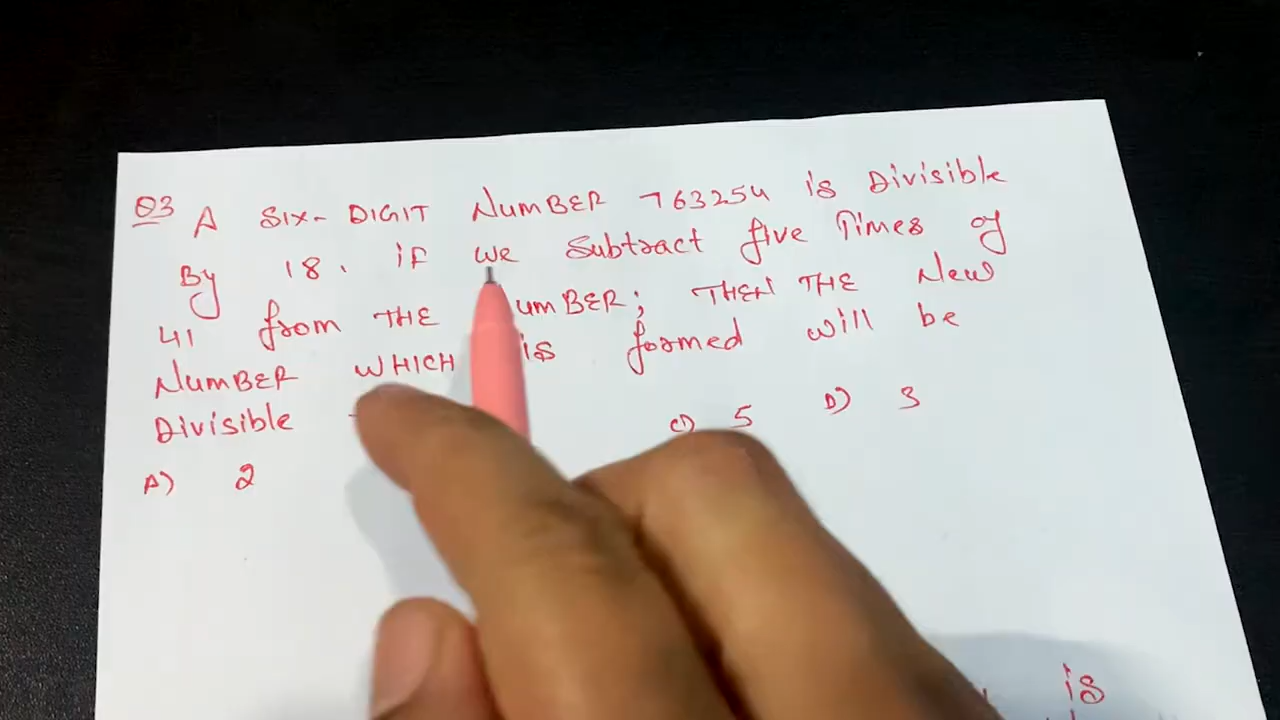 Q3 A SIX-DIGIT NUMBER 763254 is Divisible
By 18. if we Subtract five Times of
41 from THE UMBER; THEN THE New
NUMBER WHICH is formed will be
Divisible
A) 2 C) 5 D) 3
is